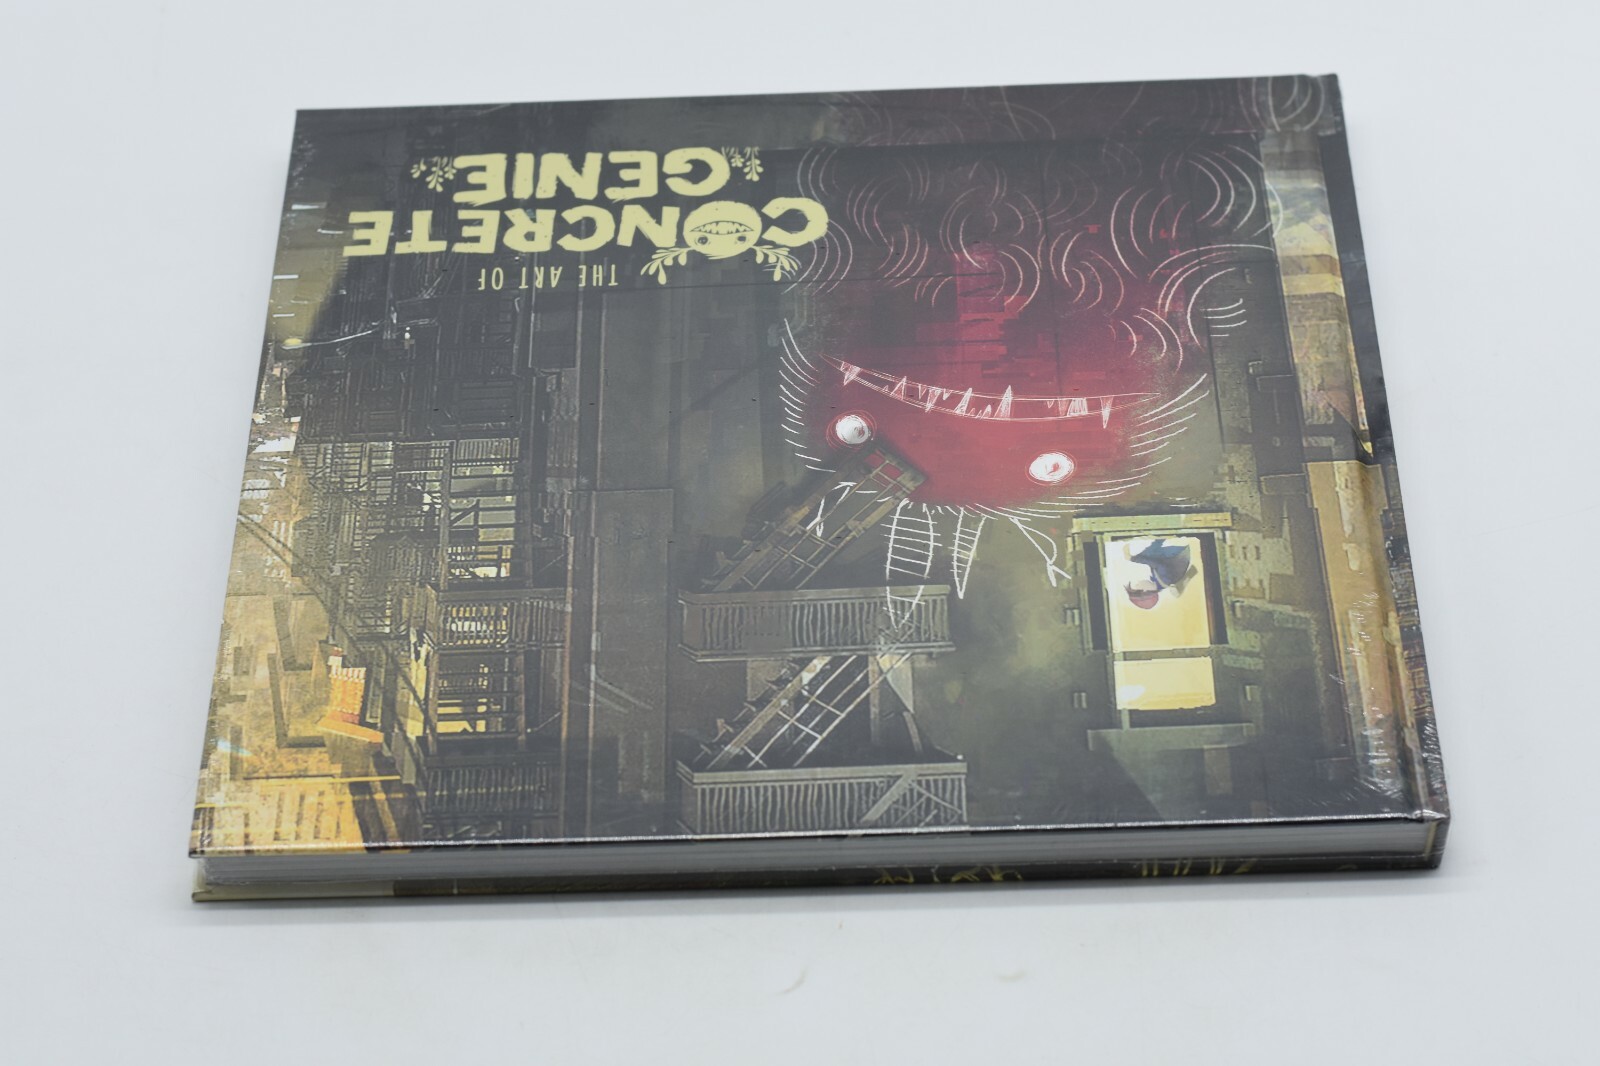 THE ART OF
CONCRETE
GENIE